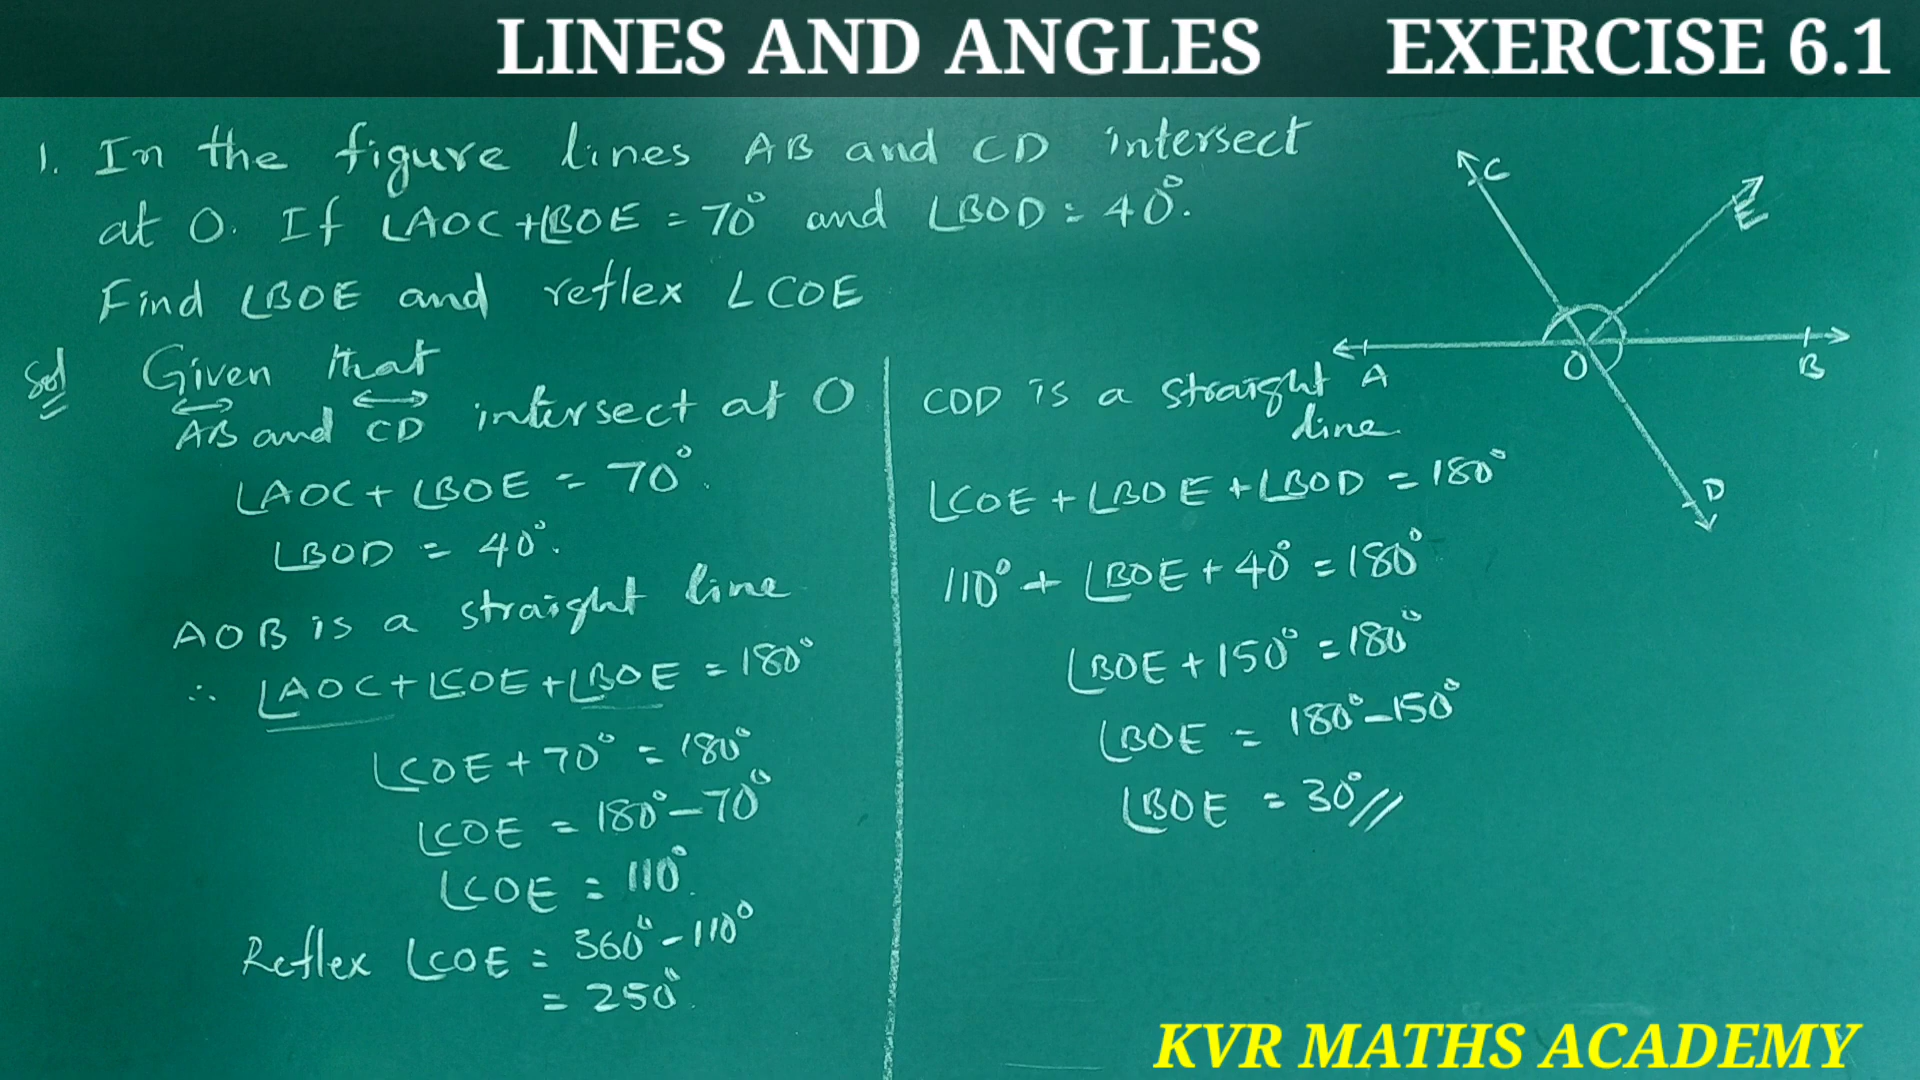 LINES AND ANGLES EXERCISE 6.1
1. In the figure lines AB and CD intersect
at O. If ∠AOC+∠BOE = 70° and ∠BOD = 40°.
Find ∠BOE and reflex ∠COE
Sol
Given that
AB and CD intersect at O
∠AOC + ∠BOE = 70°.
∠BOD = 40°.
AOB is a straight line
∴ ∠AOC+∠COE+∠BOE = 180°
∠COE + 70° = 180°
∠COE = 180° – 70°
∠COE = 110°.
Reflex ∠COE = 360° – 110°
= 250°.
COD is a straight
line
∠COE + ∠BOE + ∠BOD = 180°
110° + ∠BOE + 40° = 180°
∠BOE + 150° = 180°
∠BOE = 180° – 150°
∠BOE = 30° //
C
E
A
O
B
D
KVR MATHS ACADEMY